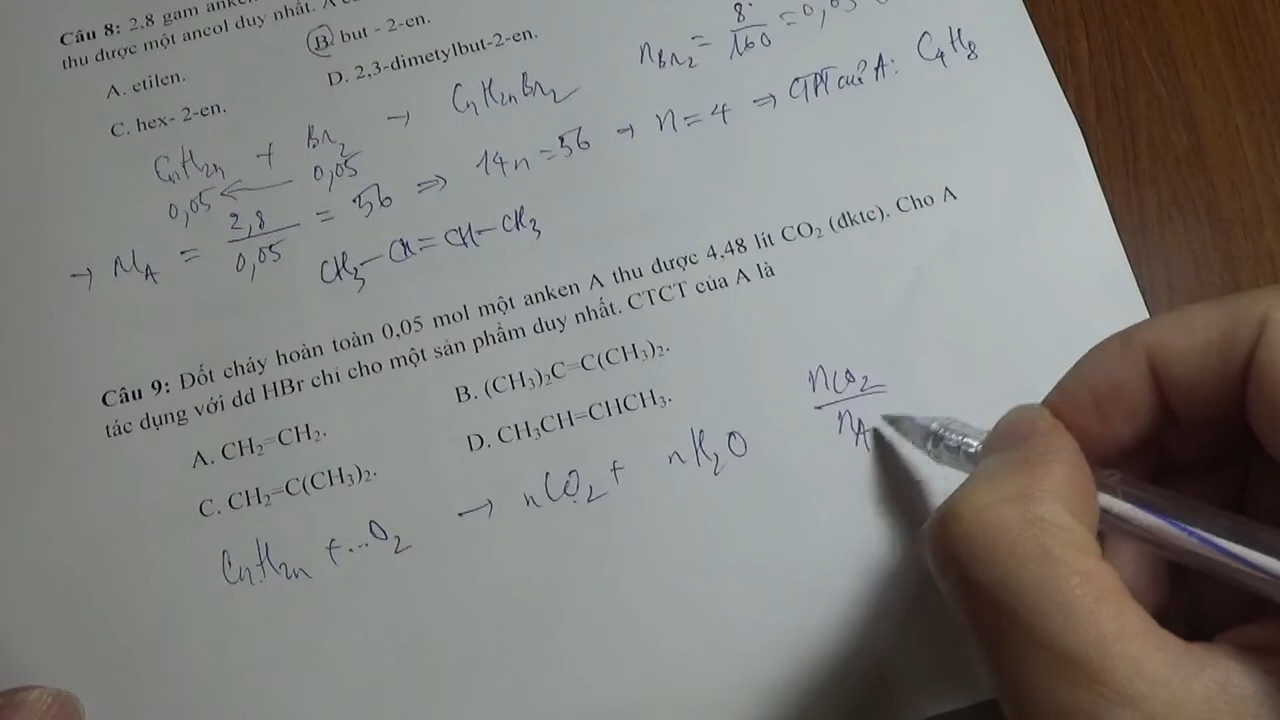 Câu 8: 2,8 gam
thu được một ancol duy nhất.
A. etilen.
B but - 2-en.
C. hex- 2-en.
D. 2,3-dimetylbut-2-en.
nBr2 = 8/160 = 0,05
CnH2n + Br2 → CnH2nBr2
0,05 ← 0,05
→ MA = 2,8/0,05 = 56 ⇒ 14n = 56 → n = 4 ⇒ CTPT của A: C4H8
CH3-CH=CH-CH3
Câu 9: Đốt cháy hoàn toàn 0,05 mol một anken A thu được 4,48 lít CO2 (đktc). Cho A
tác dụng với dd HBr chỉ cho một sản phẩm duy nhất. CTCT của A là
A. CH2=CH2.
B. (CH3)2C=C(CH3)2.
C. CH2=C(CH3)2.
D. CH3CH=CHCH3.
CnH2n + ...O2 → nCO2 + nH2O
nCO2/nA